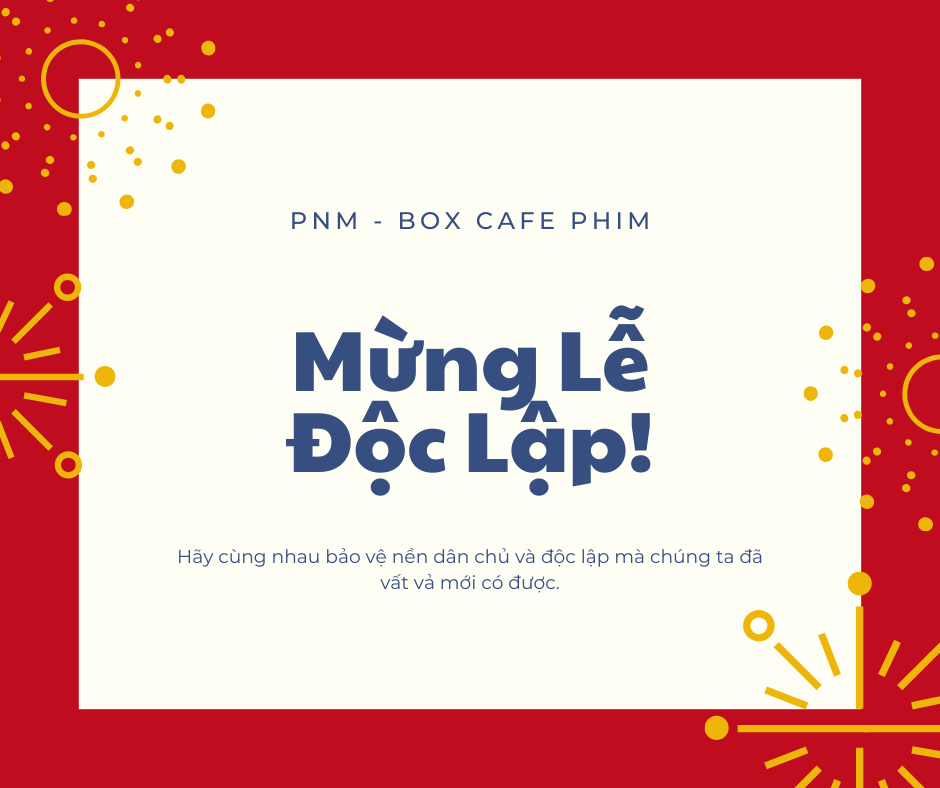 PNM - BOX CAFE PHIM
Mừng Lễ
Độc Lập!
Hãy cùng nhau bảo vệ nền dân chủ và độc lập mà chúng ta đã
vất vả mới có được.